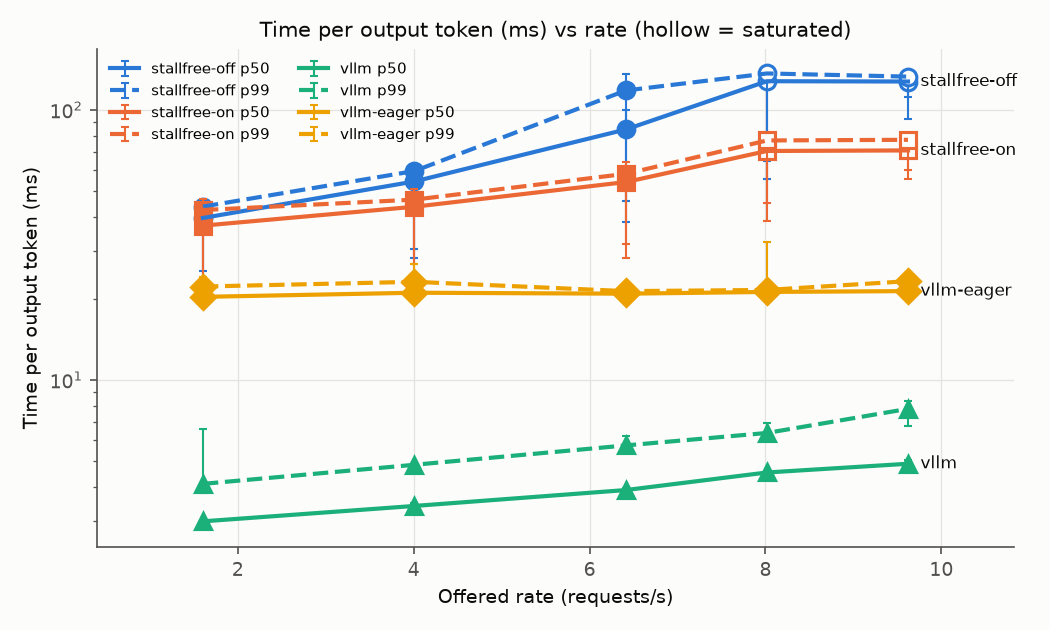 Time per output token (ms) vs rate (hollow = saturated)
stallfree-off p50
stallfree-off p99
stallfree-on p50
stallfree-on p99
vllm p50
vllm p99
vllm-eager p50
vllm-eager p99
Time per output token (ms)
10²
10¹
stallfree-off
stallfree-on
vllm-eager
vllm
2 4 6 8 10
Offered rate (requests/s)